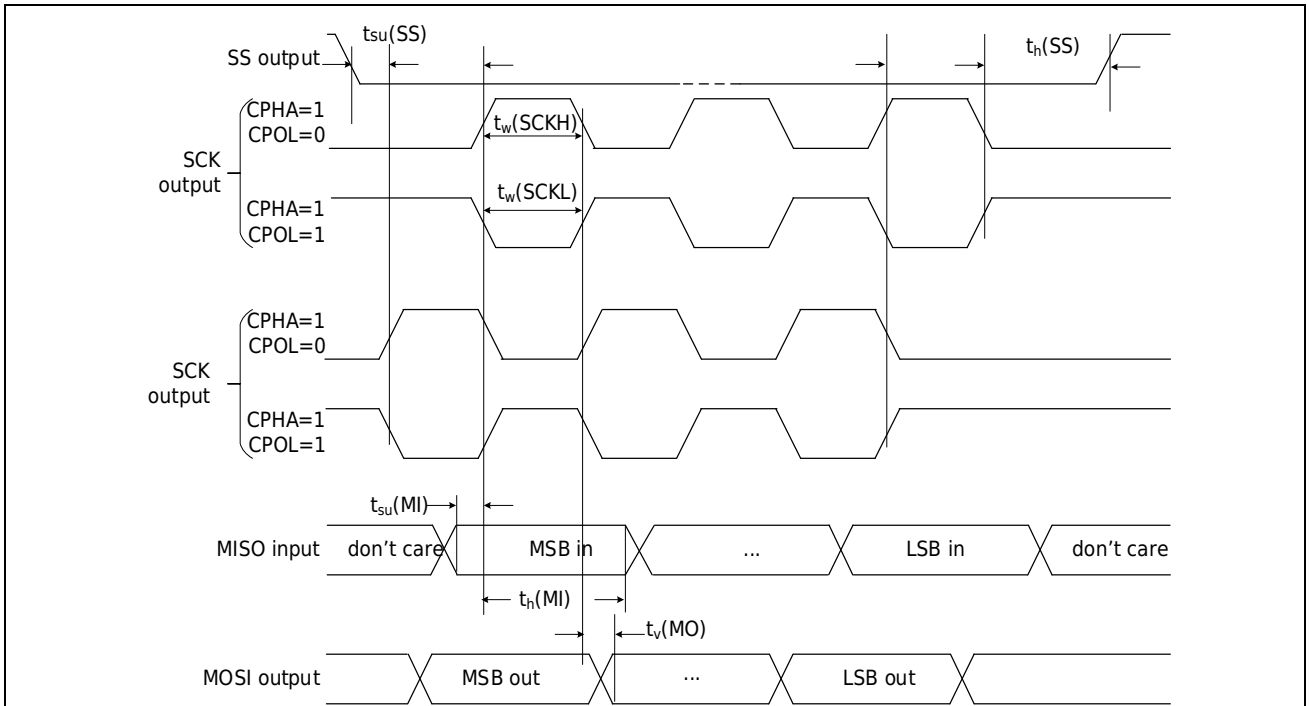 tsu(SS)
SS output
th(SS)
CPHA=1
CPOL=0
tw(SCKH)
SCK
output
tw(SCKL)
CPHA=1
CPOL=1
CPHA=1
CPOL=0
SCK
output
CPHA=1
CPOL=1
tsu(MI)
MISO input
don't care
MSB in
...
LSB in
don't care
th(MI)
tv(MO)
MOSI output
MSB out
...
LSB out